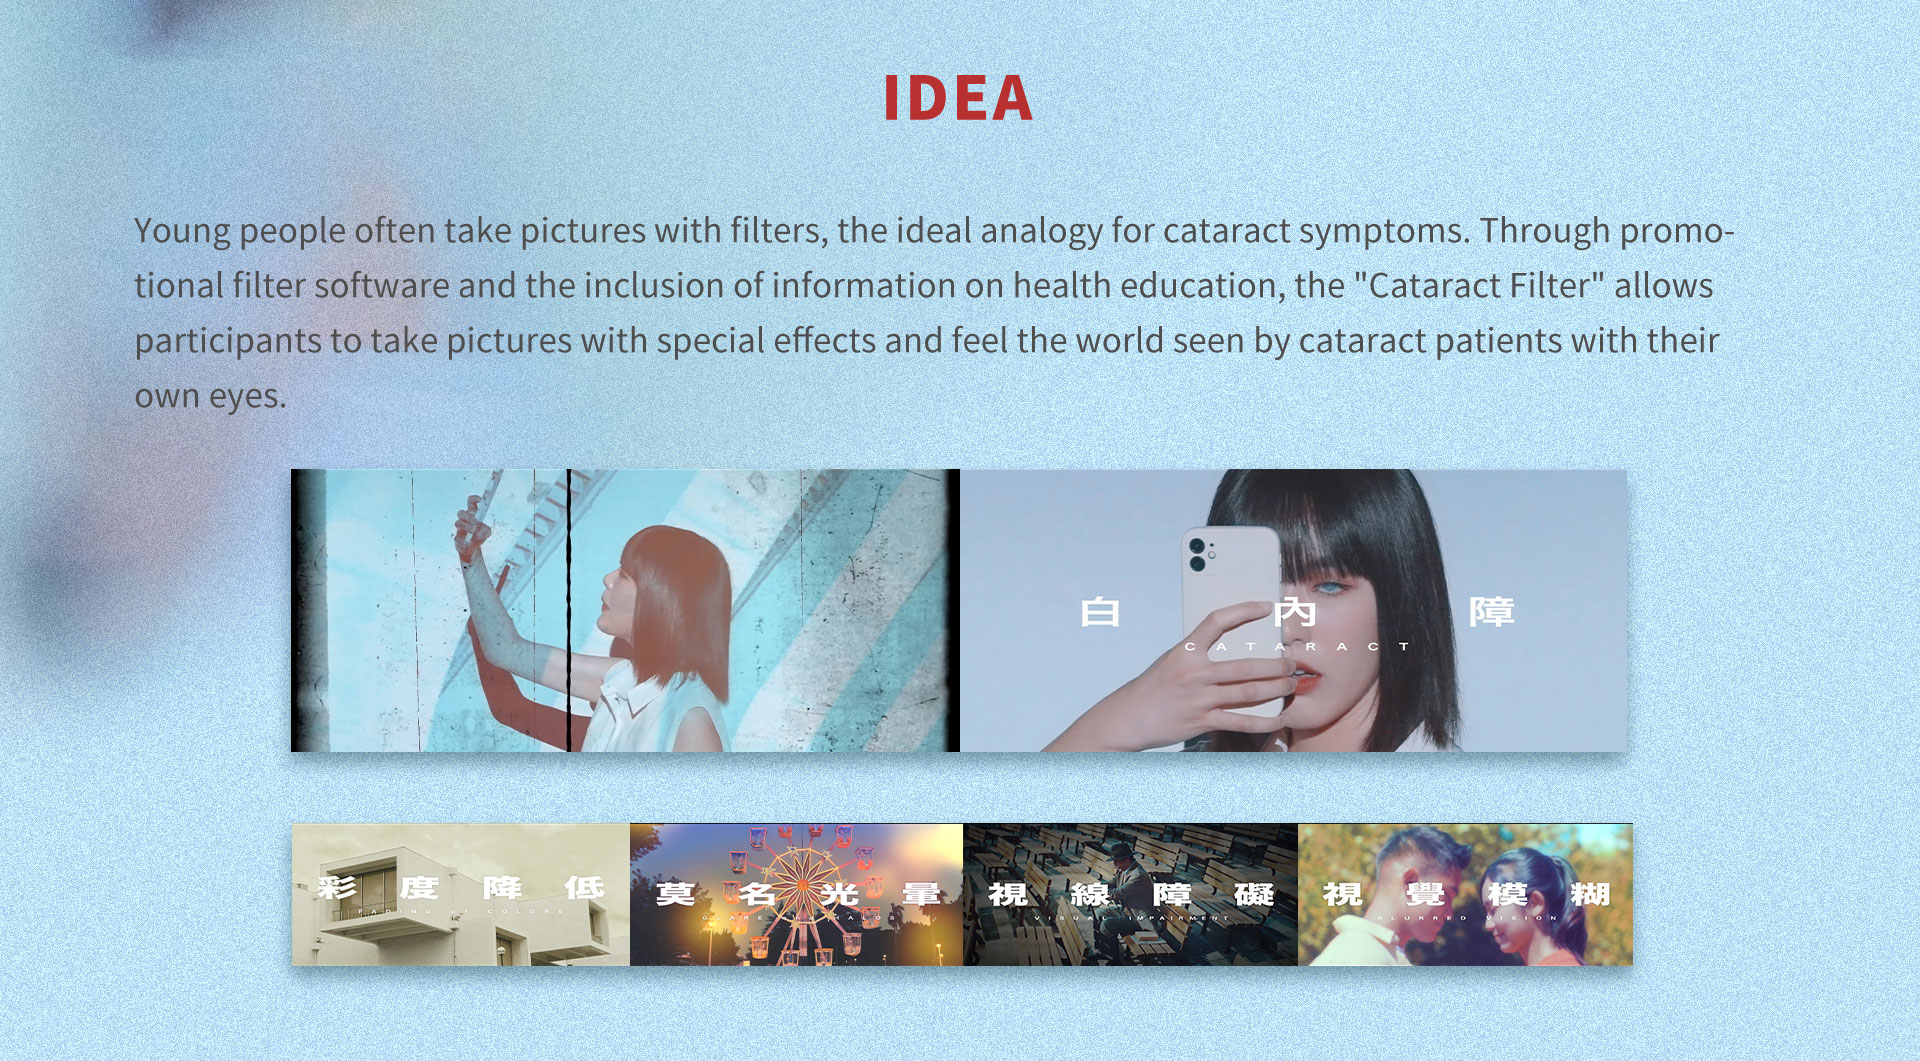 IDEA
Young people often take pictures with filters, the ideal analogy for cataract symptoms. Through promo-
tional filter software and the inclusion of information on health education, the "Cataract Filter" allows
participants to take pictures with special effects and feel the world seen by cataract patients with their
own eyes.
白內障
CATARACT
彩度降低
FADING OF COLORS
莫名光暈
GLARE HALOS
視線障礙
VISUAL IMPAIRMENT
視覺模糊
BLURRED VISION